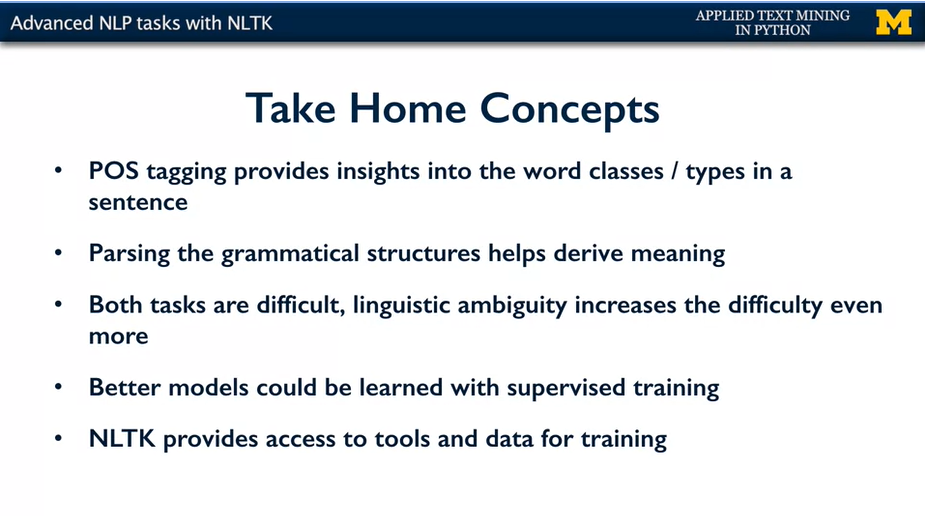 Advanced NLP tasks with NLTK
APPLIED TEXT MINING
IN PYTHON
M
Take Home Concepts
• POS tagging provides insights into the word classes / types in a
sentence
• Parsing the grammatical structures helps derive meaning
• Both tasks are difficult, linguistic ambiguity increases the difficulty even
more
• Better models could be learned with supervised training
• NLTK provides access to tools and data for training